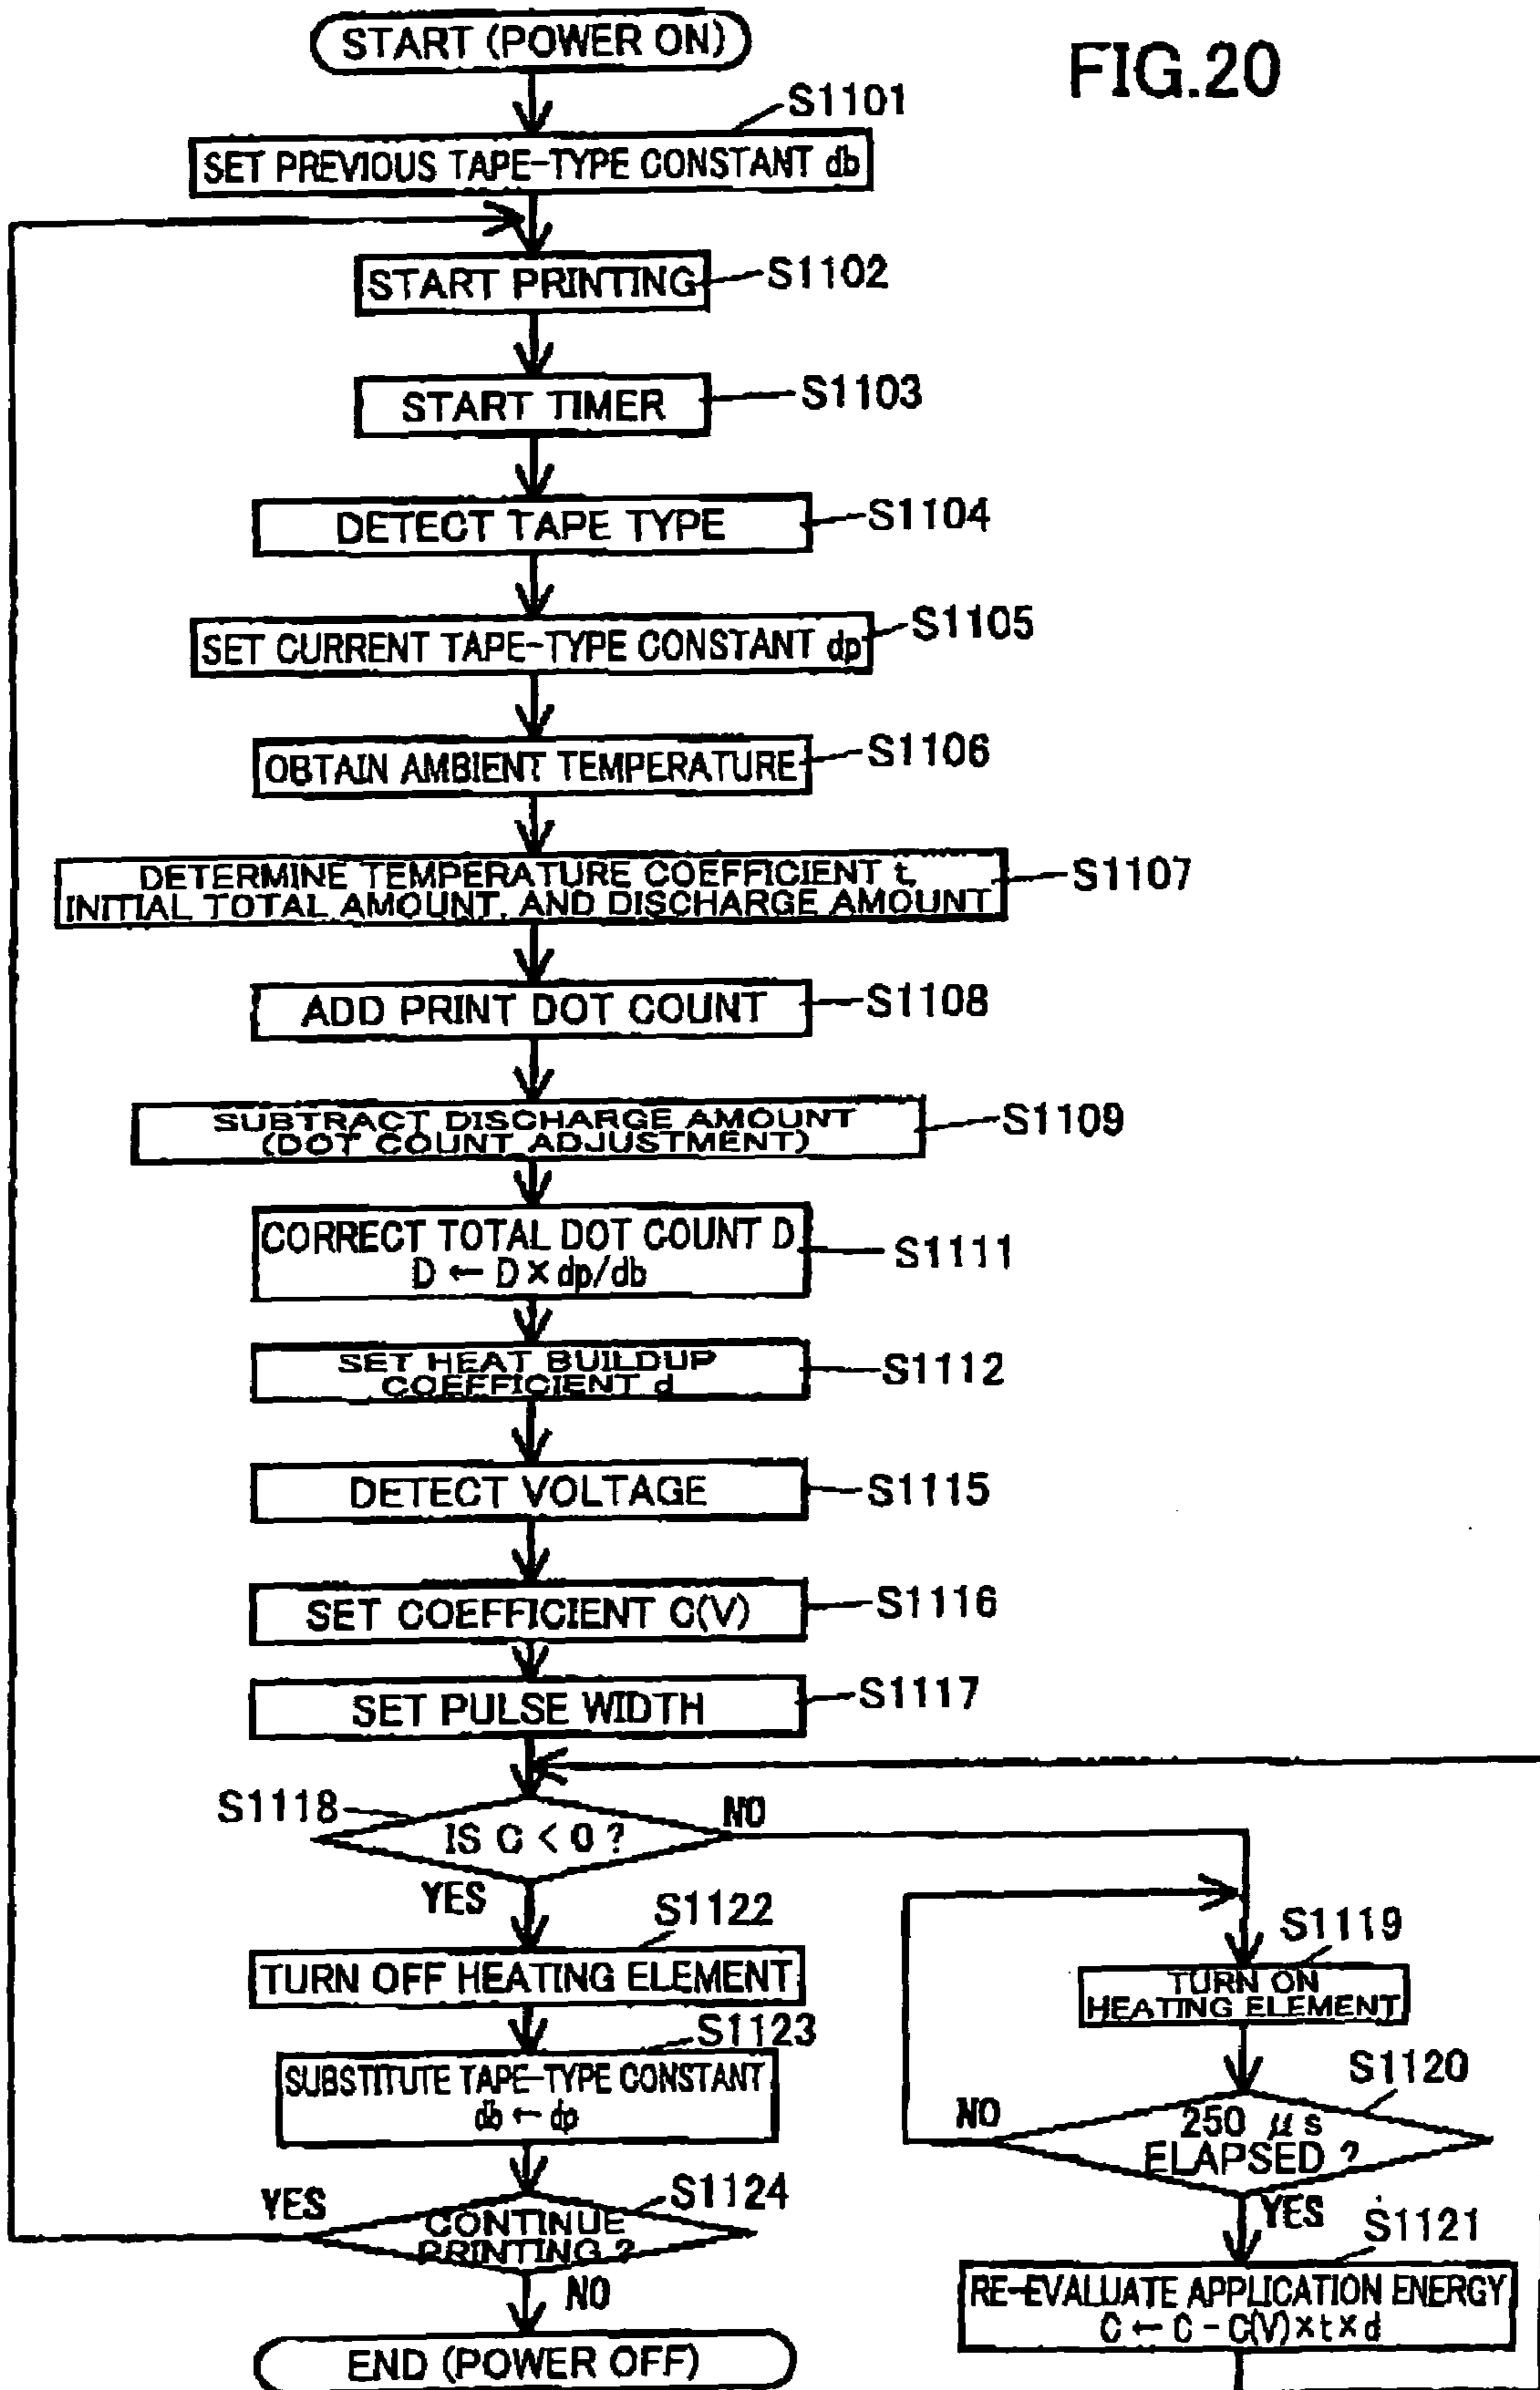 START (POWER ON)
FIG.20
S1101
SET PREVIOUS TAPE-TYPE CONSTANT db
START PRINTING
S1102
START TIMER
S1103
DETECT TAPE TYPE
S1104
SET CURRENT TAPE-TYPE CONSTANT dp
S1105
OBTAIN AMBIENT TEMPERATURE
S1106
DETERMINE TEMPERATURE COEFFICIENT t,
INITIAL TOTAL AMOUNT, AND DISCHARGE AMOUNT
S1107
ADD PRINT DOT COUNT
S1108
SUBTRACT DISCHARGE AMOUNT
(DOT COUNT ADJUSTMENT)
S1109
CORRECT TOTAL DOT COUNT D
D ← D × dp/db
S1111
SET HEAT BUILDUP
COEFFICIENT d
S1112
DETECT VOLTAGE
S1115
SET COEFFICIENT C(V)
S1116
SET PULSE WIDTH
S1117
S1118
IS C < 0 ?
NO
YES
S1122
TURN OFF HEATING ELEMENT
S1123
SUBSTITUTE TAPE-TYPE CONSTANT
db ← dp
YES
S1124
CONTINUE
PRINTING ?
NO
END (POWER OFF)
S1119
TURN ON
HEATING ELEMENT
S1120
NO
250 μs
ELAPSED ?
YES
S1121
RE-EVALUATE APPLICATION ENERGY
C ← C - C(V)×t×d